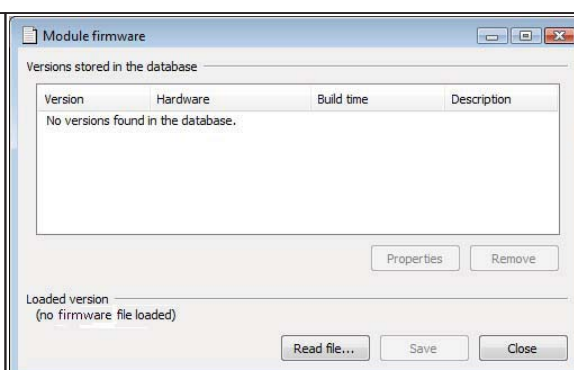 Module firmware
Versions stored in the database
Version Hardware Build time Description
No versions found in the database.
Properties Remove
Loaded version
(no firmware file loaded)
Read file... Save Close